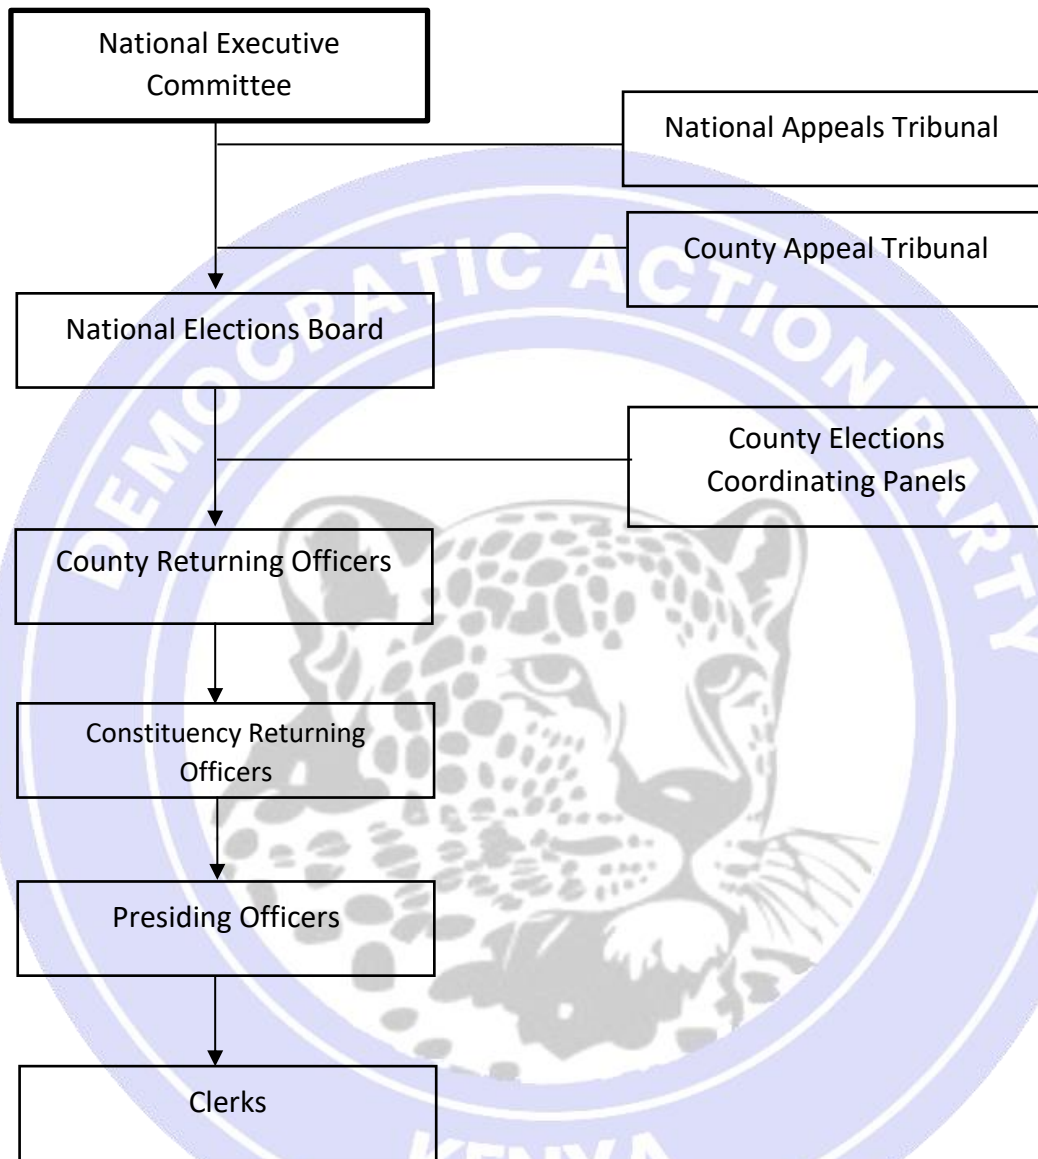 National Executive
Committee
National Appeals Tribunal
County Appeal Tribunal
National Elections Board
County Elections
Coordinating Panels
County Returning Officers
Constituency Returning
Officers
Presiding Officers
Clerks
DEMOCRATIC ACTION PARTY
KENYA